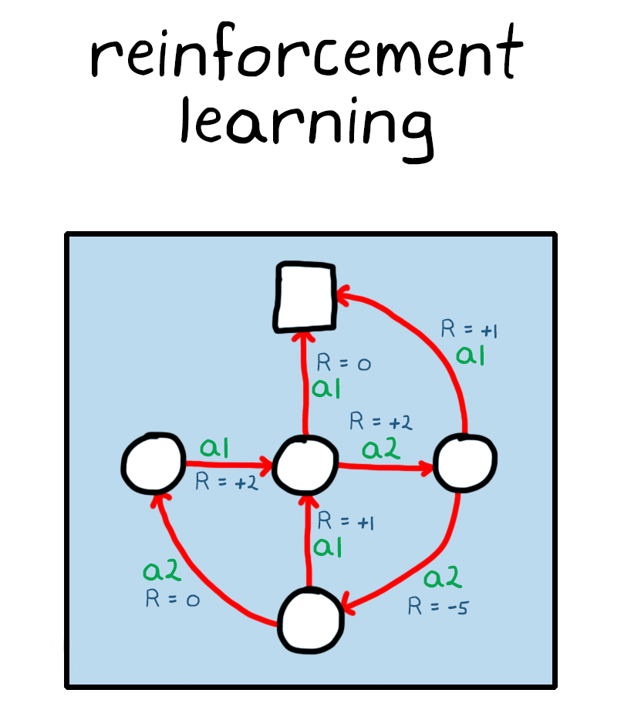 reinforcement
learning
R = +1
a1
R = 0
a1
R = +2
a2
a1
R = +2
R = +1
a1
a2
R = 0
a2
R = -5